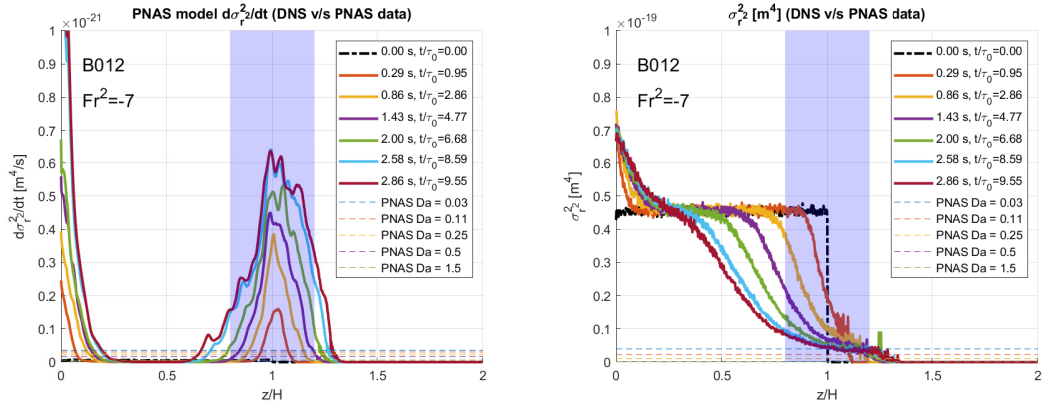 PNAS model dσ²r²/dt (DNS v/s PNAS data)
×10⁻²¹
B012
Fr²=-7
0.00 s, t/τ₀=0.00
0.29 s, t/τ₀=0.95
0.86 s, t/τ₀=2.86
1.43 s, t/τ₀=4.77
2.00 s, t/τ₀=6.68
2.58 s, t/τ₀=8.59
2.86 s, t/τ₀=9.55
PNAS Da = 0.03
PNAS Da = 0.11
PNAS Da = 0.25
PNAS Da = 0.5
PNAS Da = 1.5
1
0.9
0.8
0.7
0.6
0.5
0.4
0.3
0.2
0.1
0
dσ²r²/dt [m⁴/s]
0 0.5 1 1.5 2
z/H
σr² [m⁴] (DNS v/s PNAS data)
×10⁻¹⁹
B012
Fr²=-7
0.00 s, t/τ₀=0.00
0.29 s, t/τ₀=0.95
0.86 s, t/τ₀=2.86
1.43 s, t/τ₀=4.77
2.00 s, t/τ₀=6.68
2.58 s, t/τ₀=8.59
2.86 s, t/τ₀=9.55
PNAS Da = 0.03
PNAS Da = 0.11
PNAS Da = 0.25
PNAS Da = 0.5
PNAS Da = 1.5
1
0.9
0.8
0.7
0.6
0.5
0.4
0.3
0.2
0.1
0
σr² [m⁴]
0 0.5 1 1.5 2
z/H